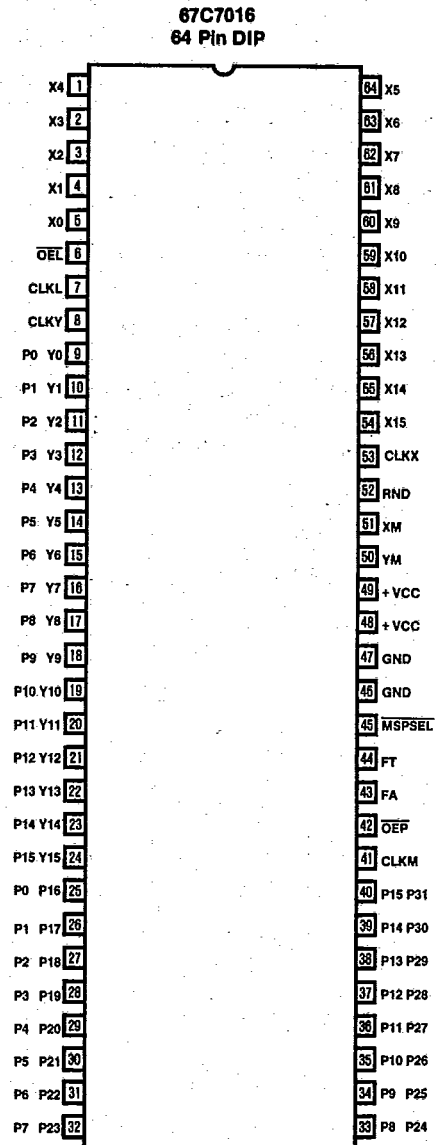 67C7016
64 Pin DIP
X4 1 64 X5
X3 2 63 X6
X2 3 62 X7
X1 4 61 X8
X0 5 60 X9
OEL 6 59 X10
CLKL 7 58 X11
CLKY 8 57 X12
P0 Y0 9 56 X13
P1 Y1 10 55 X14
P2 Y2 11 54 X15
P3 Y3 12 53 CLKX
P4 Y4 13 52 RND
P5 Y5 14 51 XM
P6 Y6 15 50 YM
P7 Y7 16 49 +VCC
P8 Y8 17 48 +VCC
P9 Y9 18 47 GND
P10 Y10 19 46 GND
P11 Y11 20 45 MSPSEL
P12 Y12 21 44 FT
P13 Y13 22 43 FA
P14 Y14 23 42 OEP
P15 Y15 24 41 CLKM
P0 P16 25 40 P15 P31
P1 P17 26 39 P14 P30
P2 P18 27 38 P13 P29
P3 P19 28 37 P12 P28
P4 P20 29 36 P11 P27
P5 P21 30 35 P10 P26
P6 P22 31 34 P9 P25
P7 P23 32 33 P8 P24